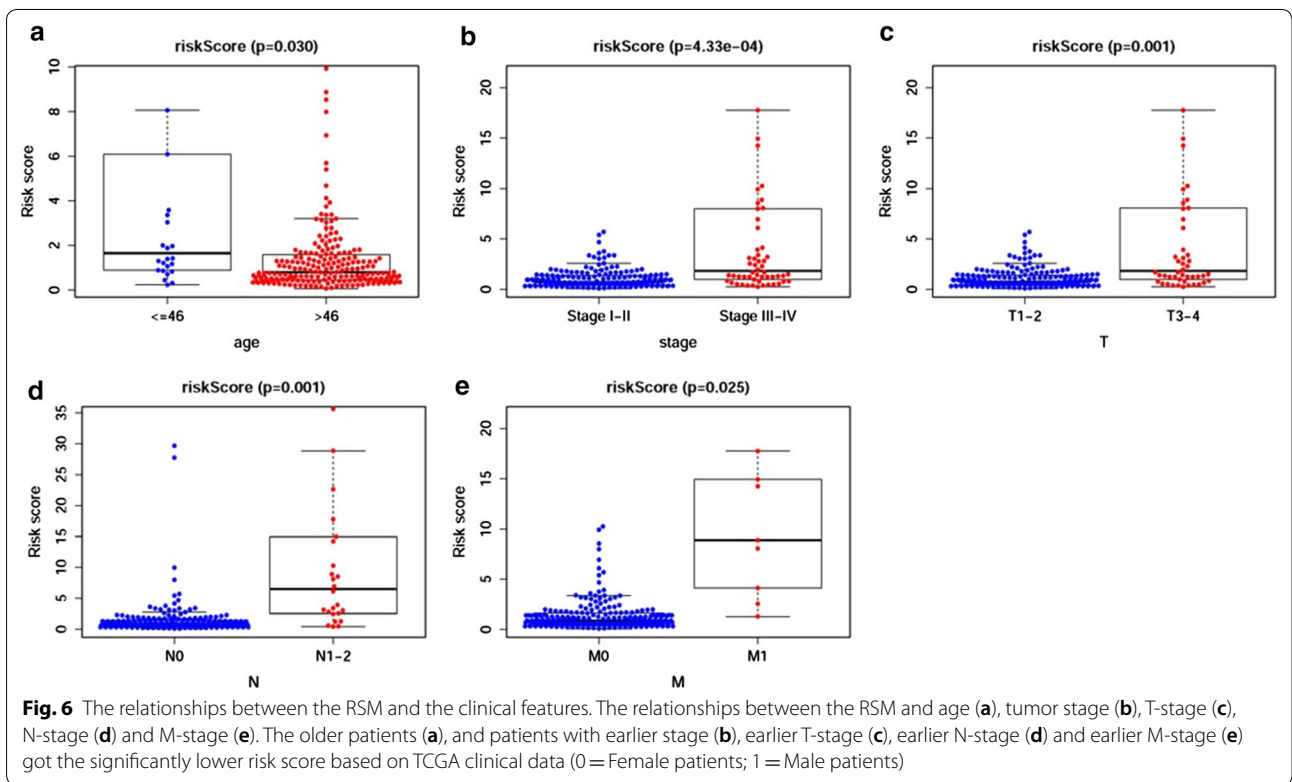 a
riskScore (p=0.030)
Risk score
10
8
6
4
2
0
<=46
>46
age
b
riskScore (p=4.33e−04)
Risk score
20
15
10
5
0
Stage I−II
Stage III−IV
stage
c
riskScore (p=0.001)
Risk score
20
15
10
5
0
T1−2
T3−4
T
d
riskScore (p=0.001)
Risk score
35
30
25
20
15
10
5
0
N0
N1−2
N
e
riskScore (p=0.025)
Risk score
20
15
10
5
0
M0
M1
M
Fig. 6 The relationships between the RSM and the clinical features. The relationships between the RSM and age (a), tumor stage (b), T-stage (c),
N-stage (d) and M-stage (e). The older patients (a), and patients with earlier stage (b), earlier T-stage (c), earlier N-stage (d) and earlier M-stage (e)
got the significantly lower risk score based on TCGA clinical data (0 = Female patients; 1 = Male patients)